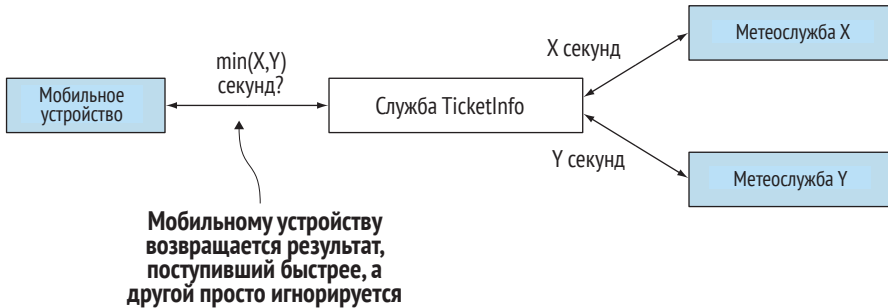 Метеослужба X
X секунд
min(X,Y)
секунд?
Мобильное
устройство
Служба TicketInfo
Y секунд
Метеослужба Y
Мобильному устройству
возвращается результат,
поступивший быстрее, а
другой просто игнорируется